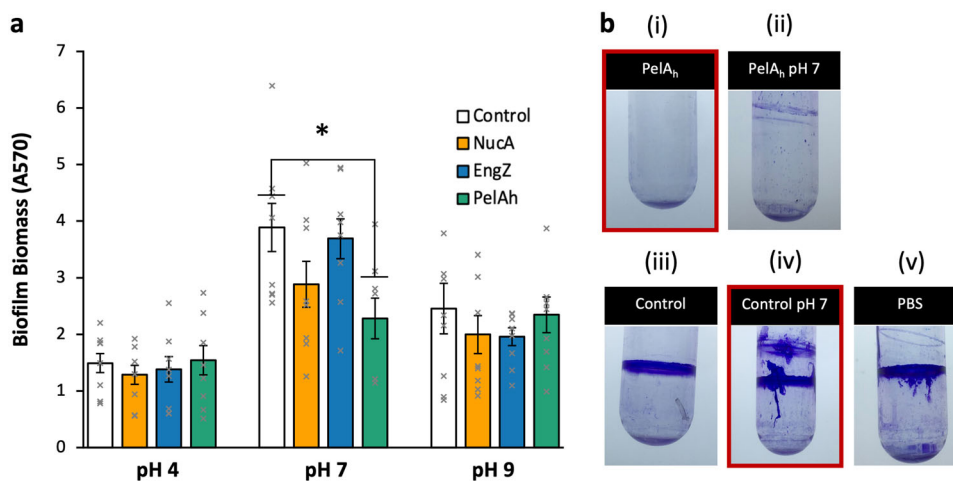 a
Biofilm Biomass (A570)
7
6
5
4
3
2
1
0
*
Control
NucA
EngZ
PelAh
pH 4
pH 7
pH 9
b
(i)
(ii)
PelAₕ
PelAₕ pH 7
(iii)
(iv)
(v)
Control
Control pH 7
PBS